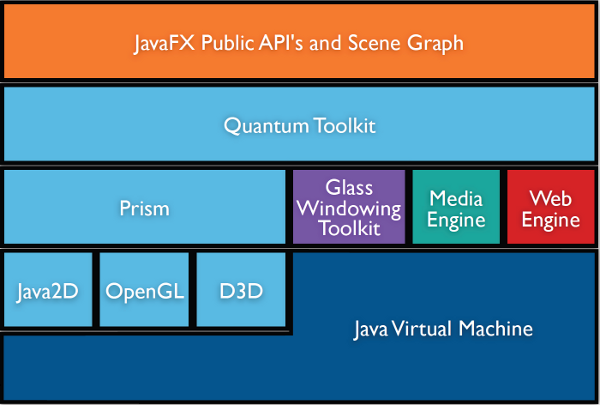 JavaFX Public API's and Scene Graph
Quantum Toolkit
Prism
Glass
Windowing
Toolkit
Media
Engine
Web
Engine
Java2D
OpenGL
D3D
Java Virtual Machine